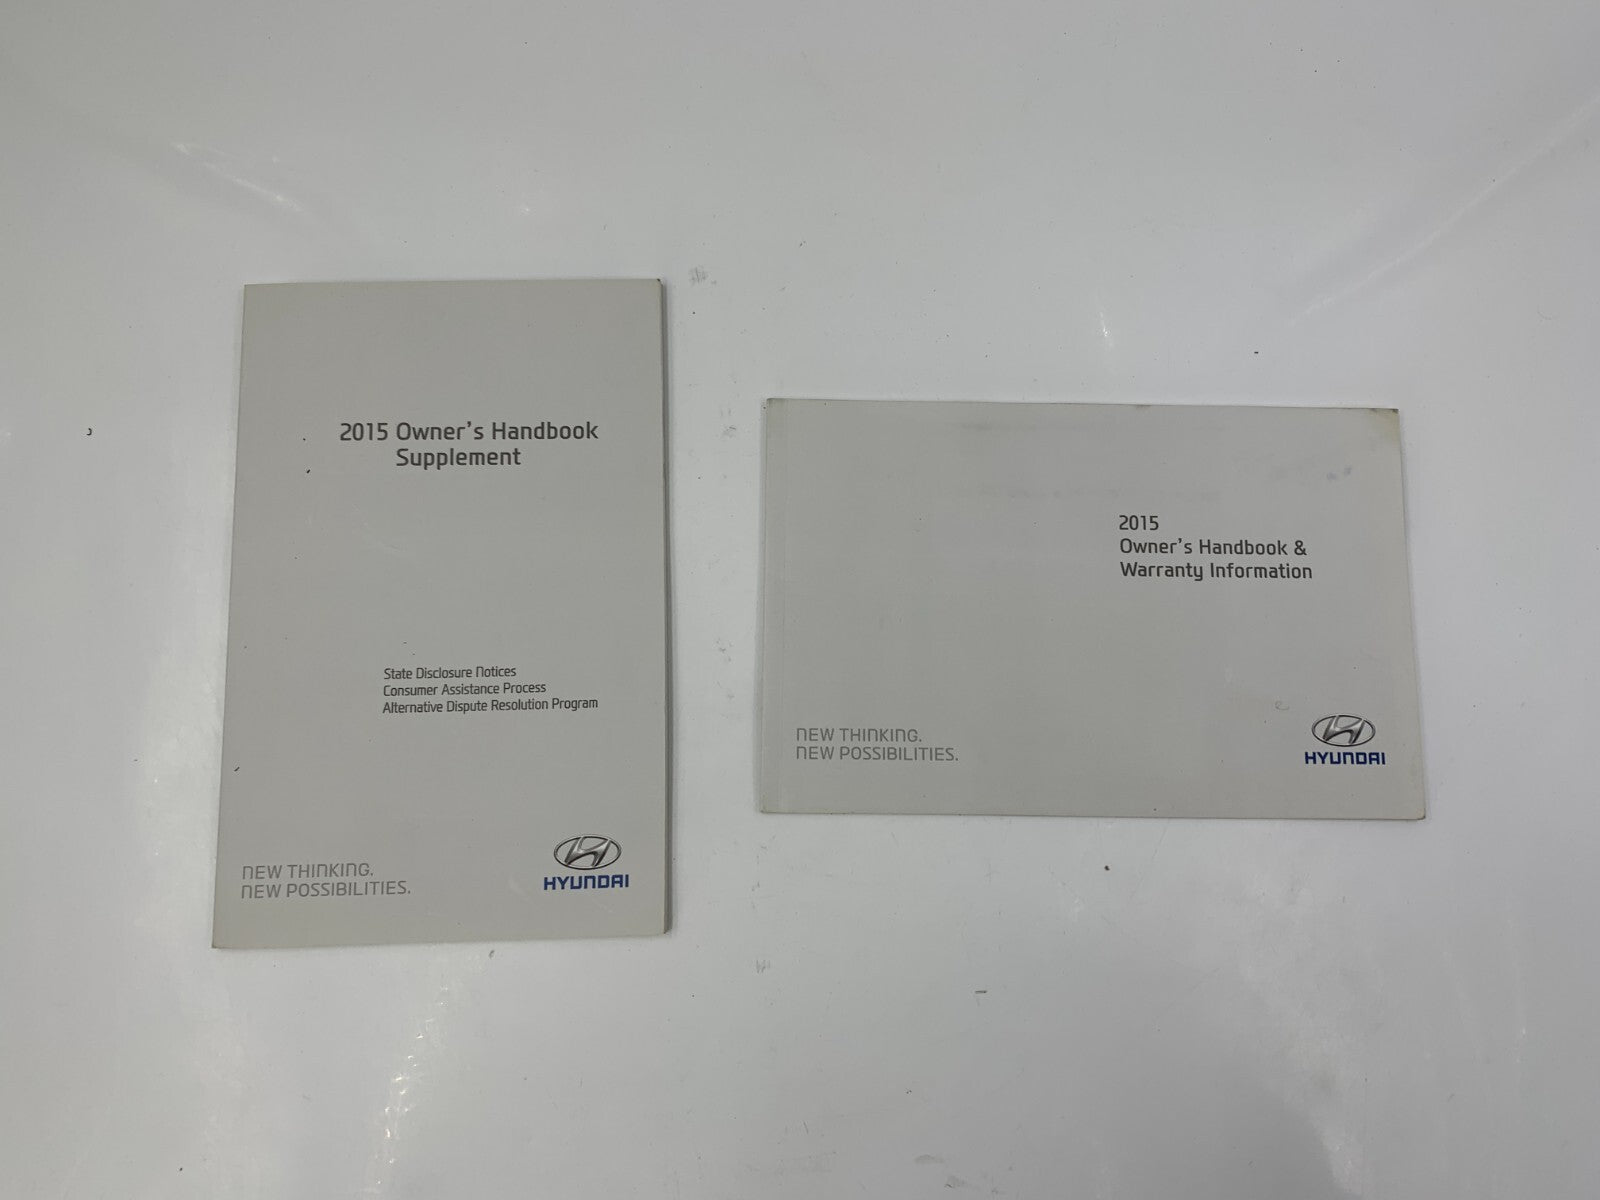 2015 Owner's Handbook
Supplement
State Disclosure Notices
Consumer Assistance Process
Alternative Dispute Resolution Program
NEW THINKING.
NEW POSSIBILITIES.
HYUNDAI
2015
Owner's Handbook &
Warranty Information
NEW THINKING.
NEW POSSIBILITIES.
HYUNDAI